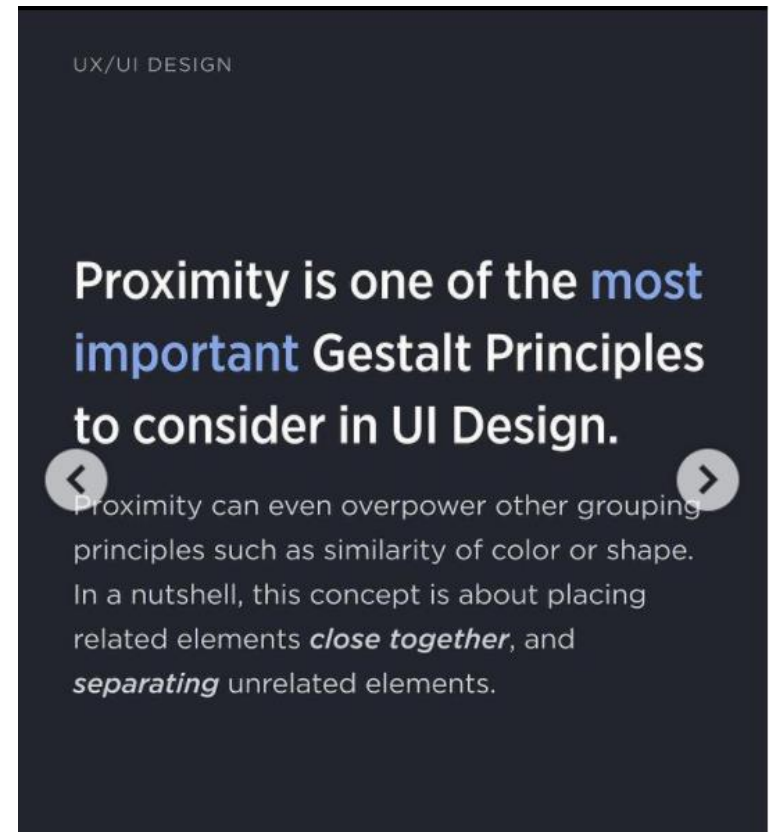 UX/UI DESIGN
Proximity is one of the most
important Gestalt Principles
to consider in UI Design.
Proximity can even overpower other grouping
principles such as similarity of color or shape.
In a nutshell, this concept is about placing
related elements close together, and
separating unrelated elements.